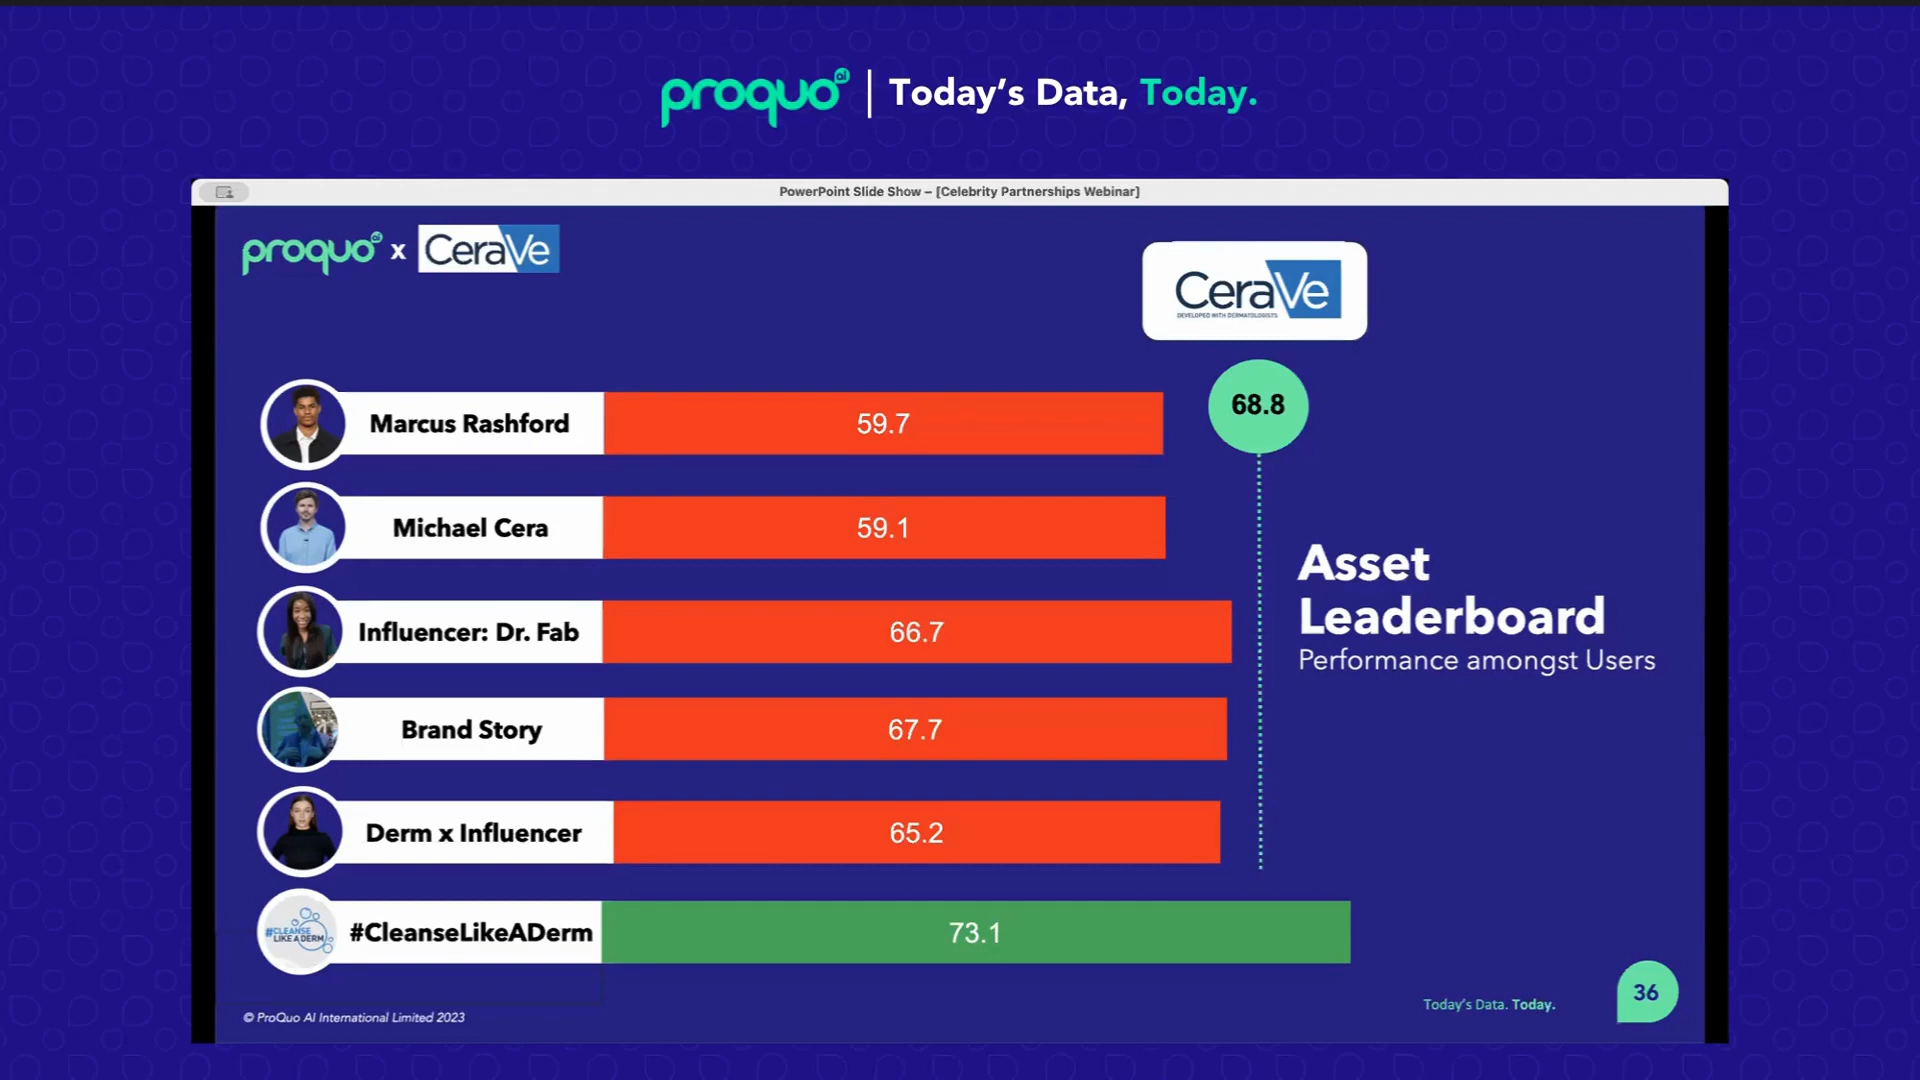 proquo ai | Today's Data, Today.
PowerPoint Slide Show – [Celebrity Partnerships Webinar]
proquo ai x CeraVe
CeraVe
DEVELOPED WITH DERMATOLOGISTS
68.8
Marcus Rashford 59.7
Michael Cera 59.1
Influencer: Dr. Fab 66.7
Brand Story 67.7
Derm x Influencer 65.2
#CLEANSE
LIKE A DERM
#CleanseLikeADerm 73.1
Asset
Leaderboard
Performance amongst Users
© ProQuo AI International Limited 2023
Today's Data. Today.
36